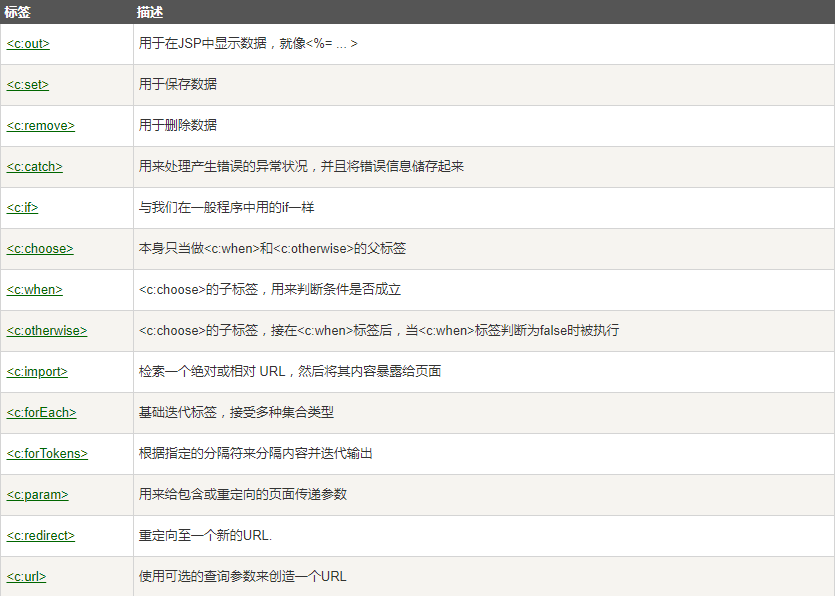 标签 描述
<c:out> 用于在JSP中显示数据，就像<%= ... >
<c:set> 用于保存数据
<c:remove> 用于删除数据
<c:catch> 用来处理产生错误的异常状况，并且将错误信息储存起来
<c:if> 与我们在一般程序中用的if一样
<c:choose> 本身只当做<c:when>和<c:otherwise>的父标签
<c:when> <c:choose>的子标签，用来判断条件是否成立
<c:otherwise> <c:choose>的子标签，接在<c:when>标签后，当<c:when>标签判断为false时被执行
<c:import> 检索一个绝对或相对 URL，然后将其内容暴露给页面
<c:forEach> 基础迭代标签，接受多种集合类型
<c:forTokens> 根据指定的分隔符来分隔内容并迭代输出
<c:param> 用来给包含或重定向的页面传递参数
<c:redirect> 重定向至一个新的URL.
<c:url> 使用可选的查询参数来创造一个URL